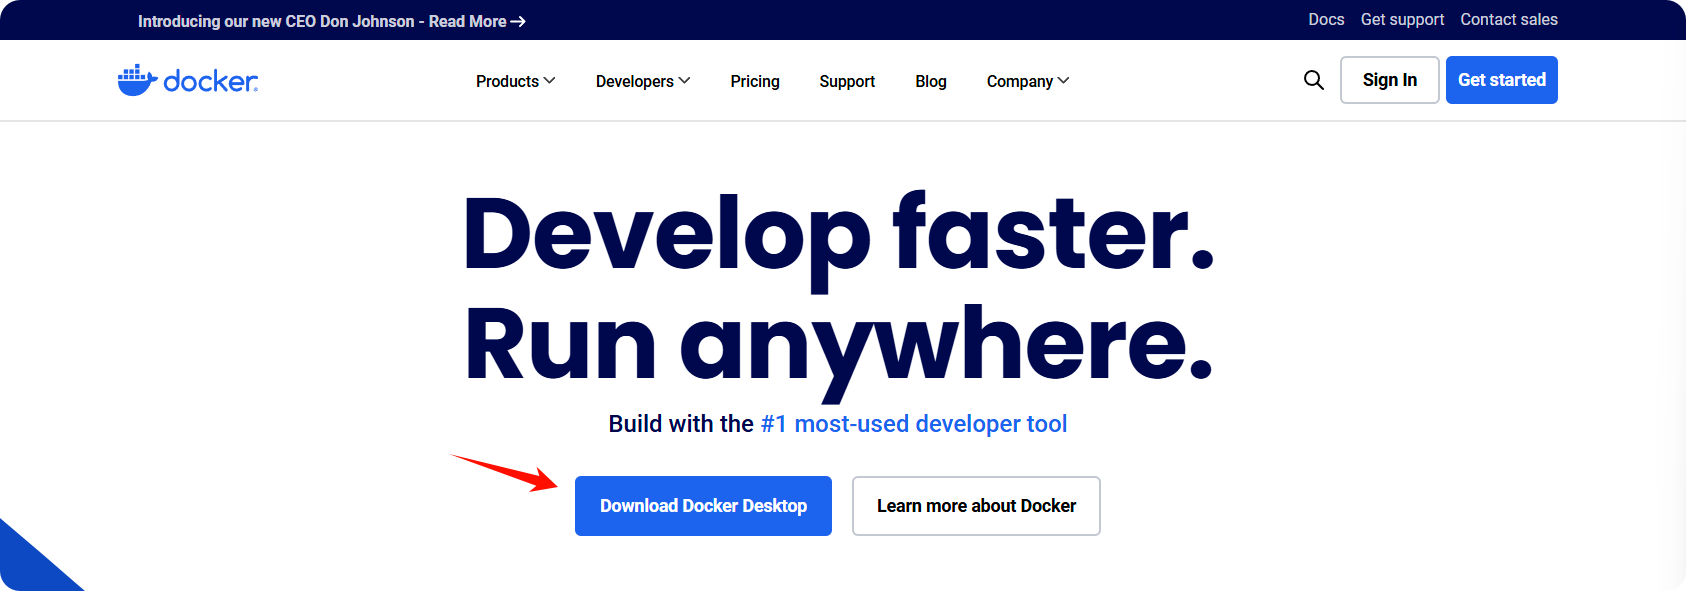 Introducing our new CEO Don Johnson - Read More →
Docs Get support Contact sales
docker
Products Developers Pricing Support Blog Company
Sign In Get started
Develop faster.
Run anywhere.
Build with the #1 most-used developer tool
Download Docker Desktop Learn more about Docker